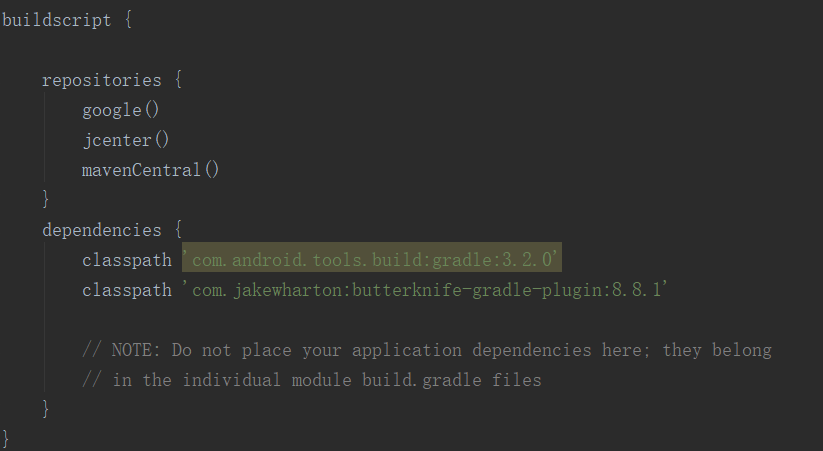 buildscript {
repositories {
google()
jcenter()
mavenCentral()
}
dependencies {
classpath 'com.android.tools.build:gradle:3.2.0'
classpath 'com.jakewharton:butterknife-gradle-plugin:8.8.1'
// NOTE: Do not place your application dependencies here; they belong
// in the individual module build.gradle files
}
}